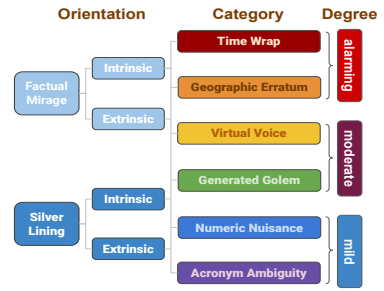 Orientation Category Degree
Time Wrap
alarming
Intrinsic
Factual
Mirage
Geographic Erratum
Extrinsic
Virtual Voice
moderate
Generated Golem
Intrinsic
Silver
Lining
Numeric Nuisance
mild
Extrinsic
Acronym Ambiguity